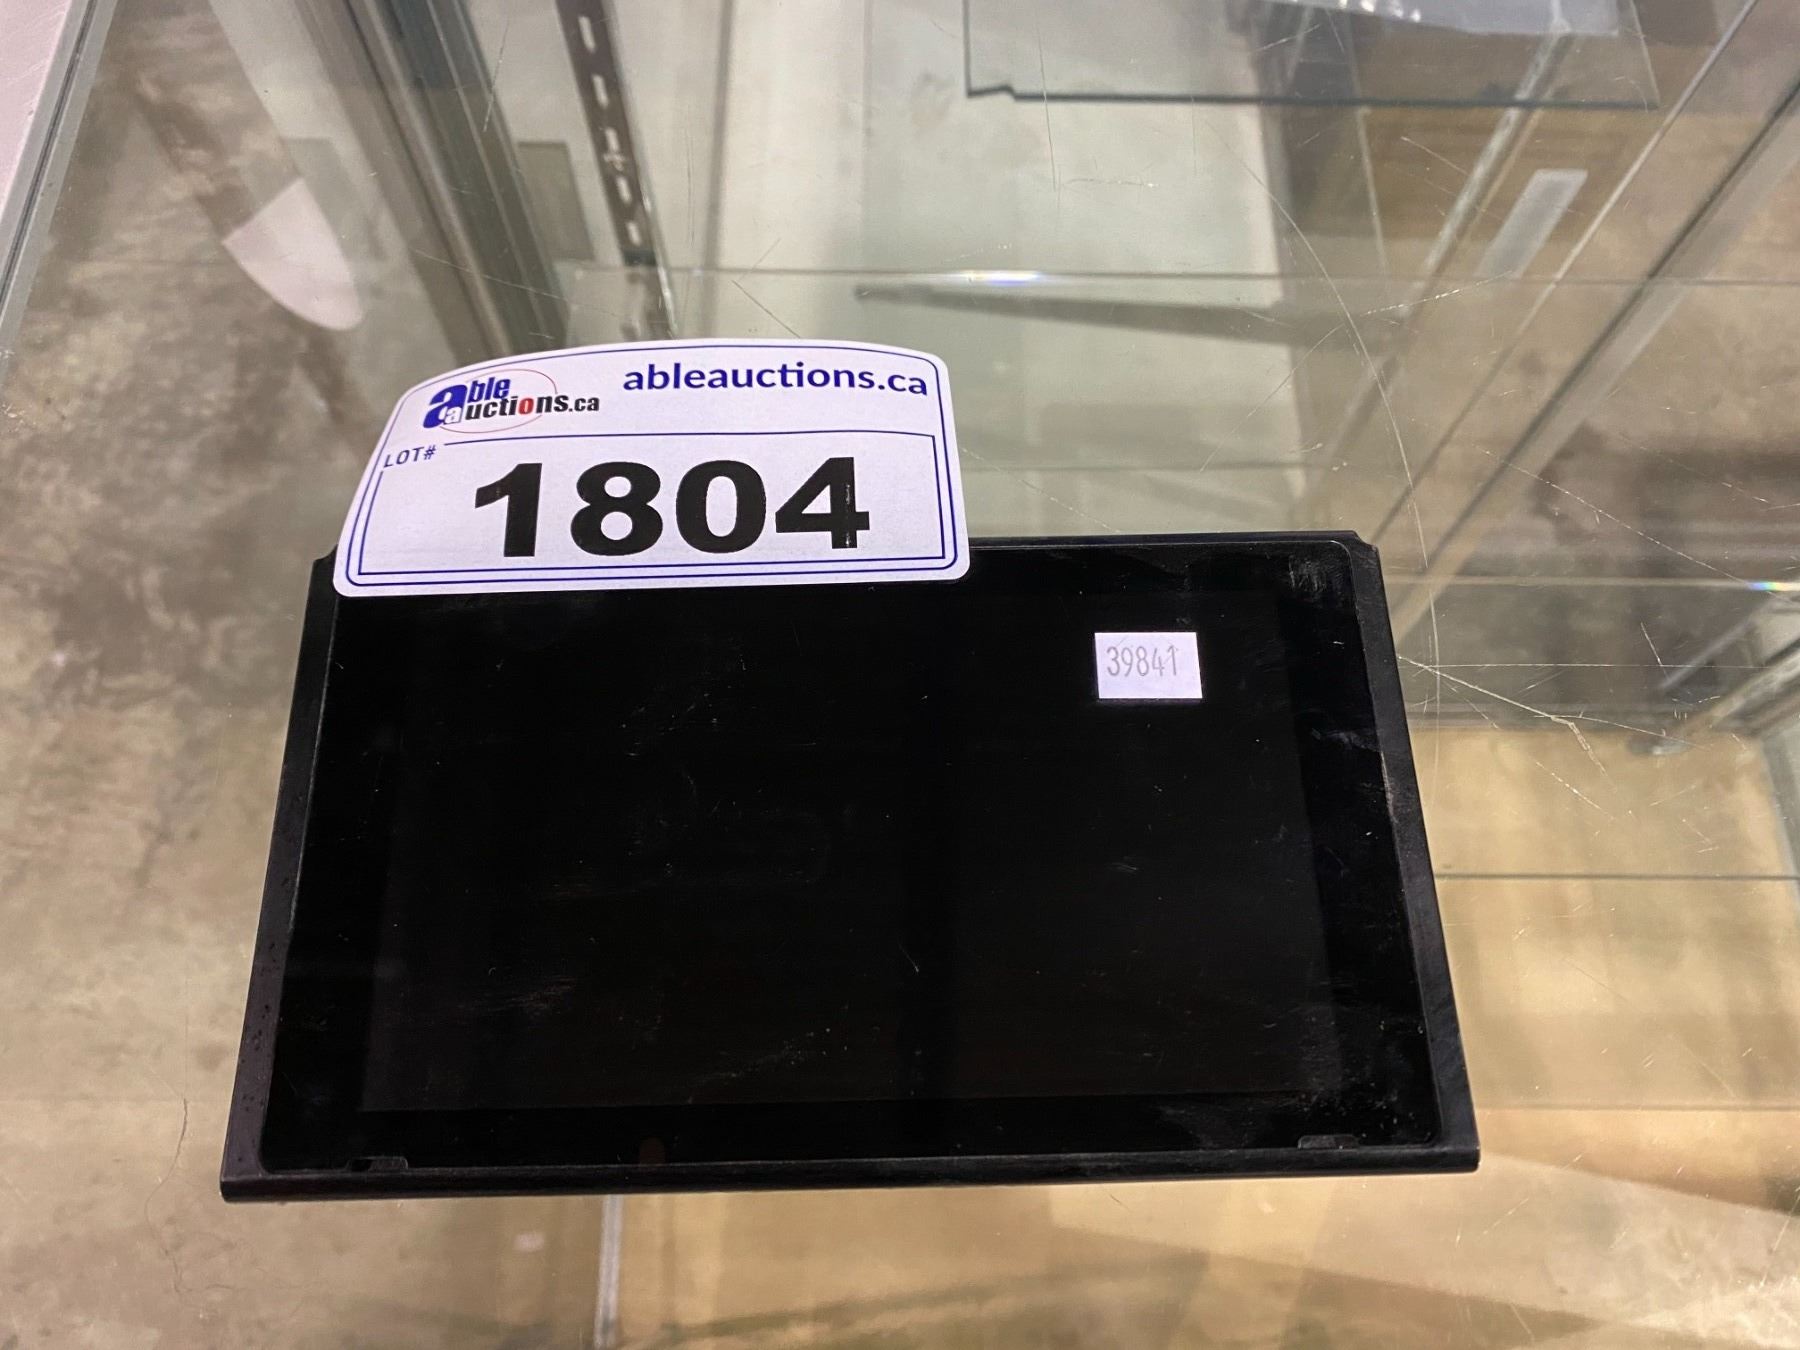 able auctions.ca
ableauctions.ca
LOT#
1804
39841